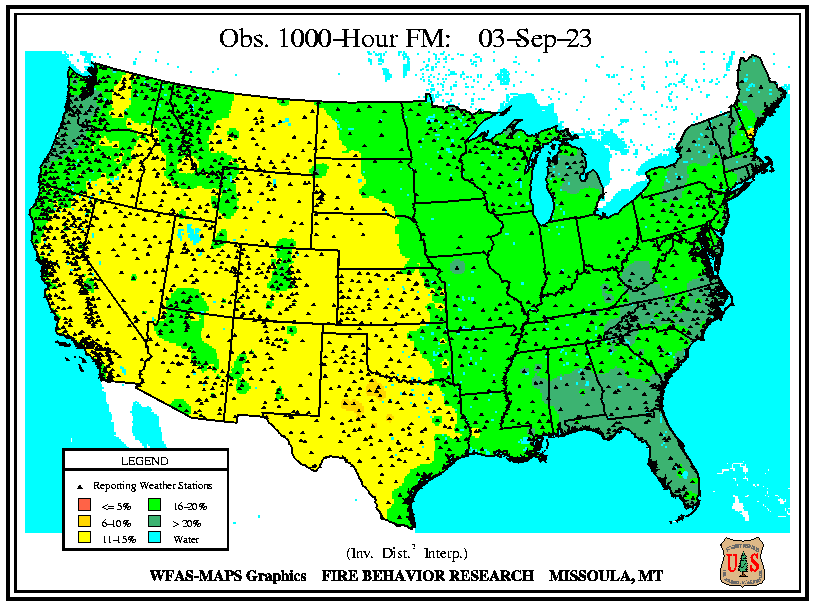 Obs. 1000-Hour FM: 03-Sep-23
LEGEND
Reporting Weather Stations
<= 5% 16-20%
6-10% > 20%
11-15% Water
(Inv. Dist.² Interp.)
WFAS-MAPS Graphics FIRE BEHAVIOR RESEARCH MISSOULA, MT
U S